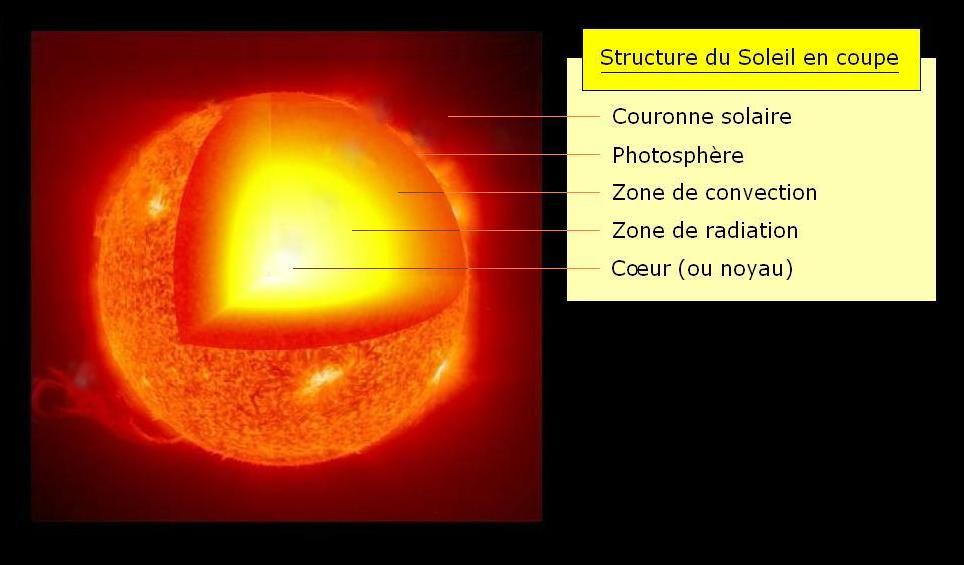 Structure du Soleil en coupe
Couronne solaire
Photosphère
Zone de convection
Zone de radiation
Cœur (ou noyau)